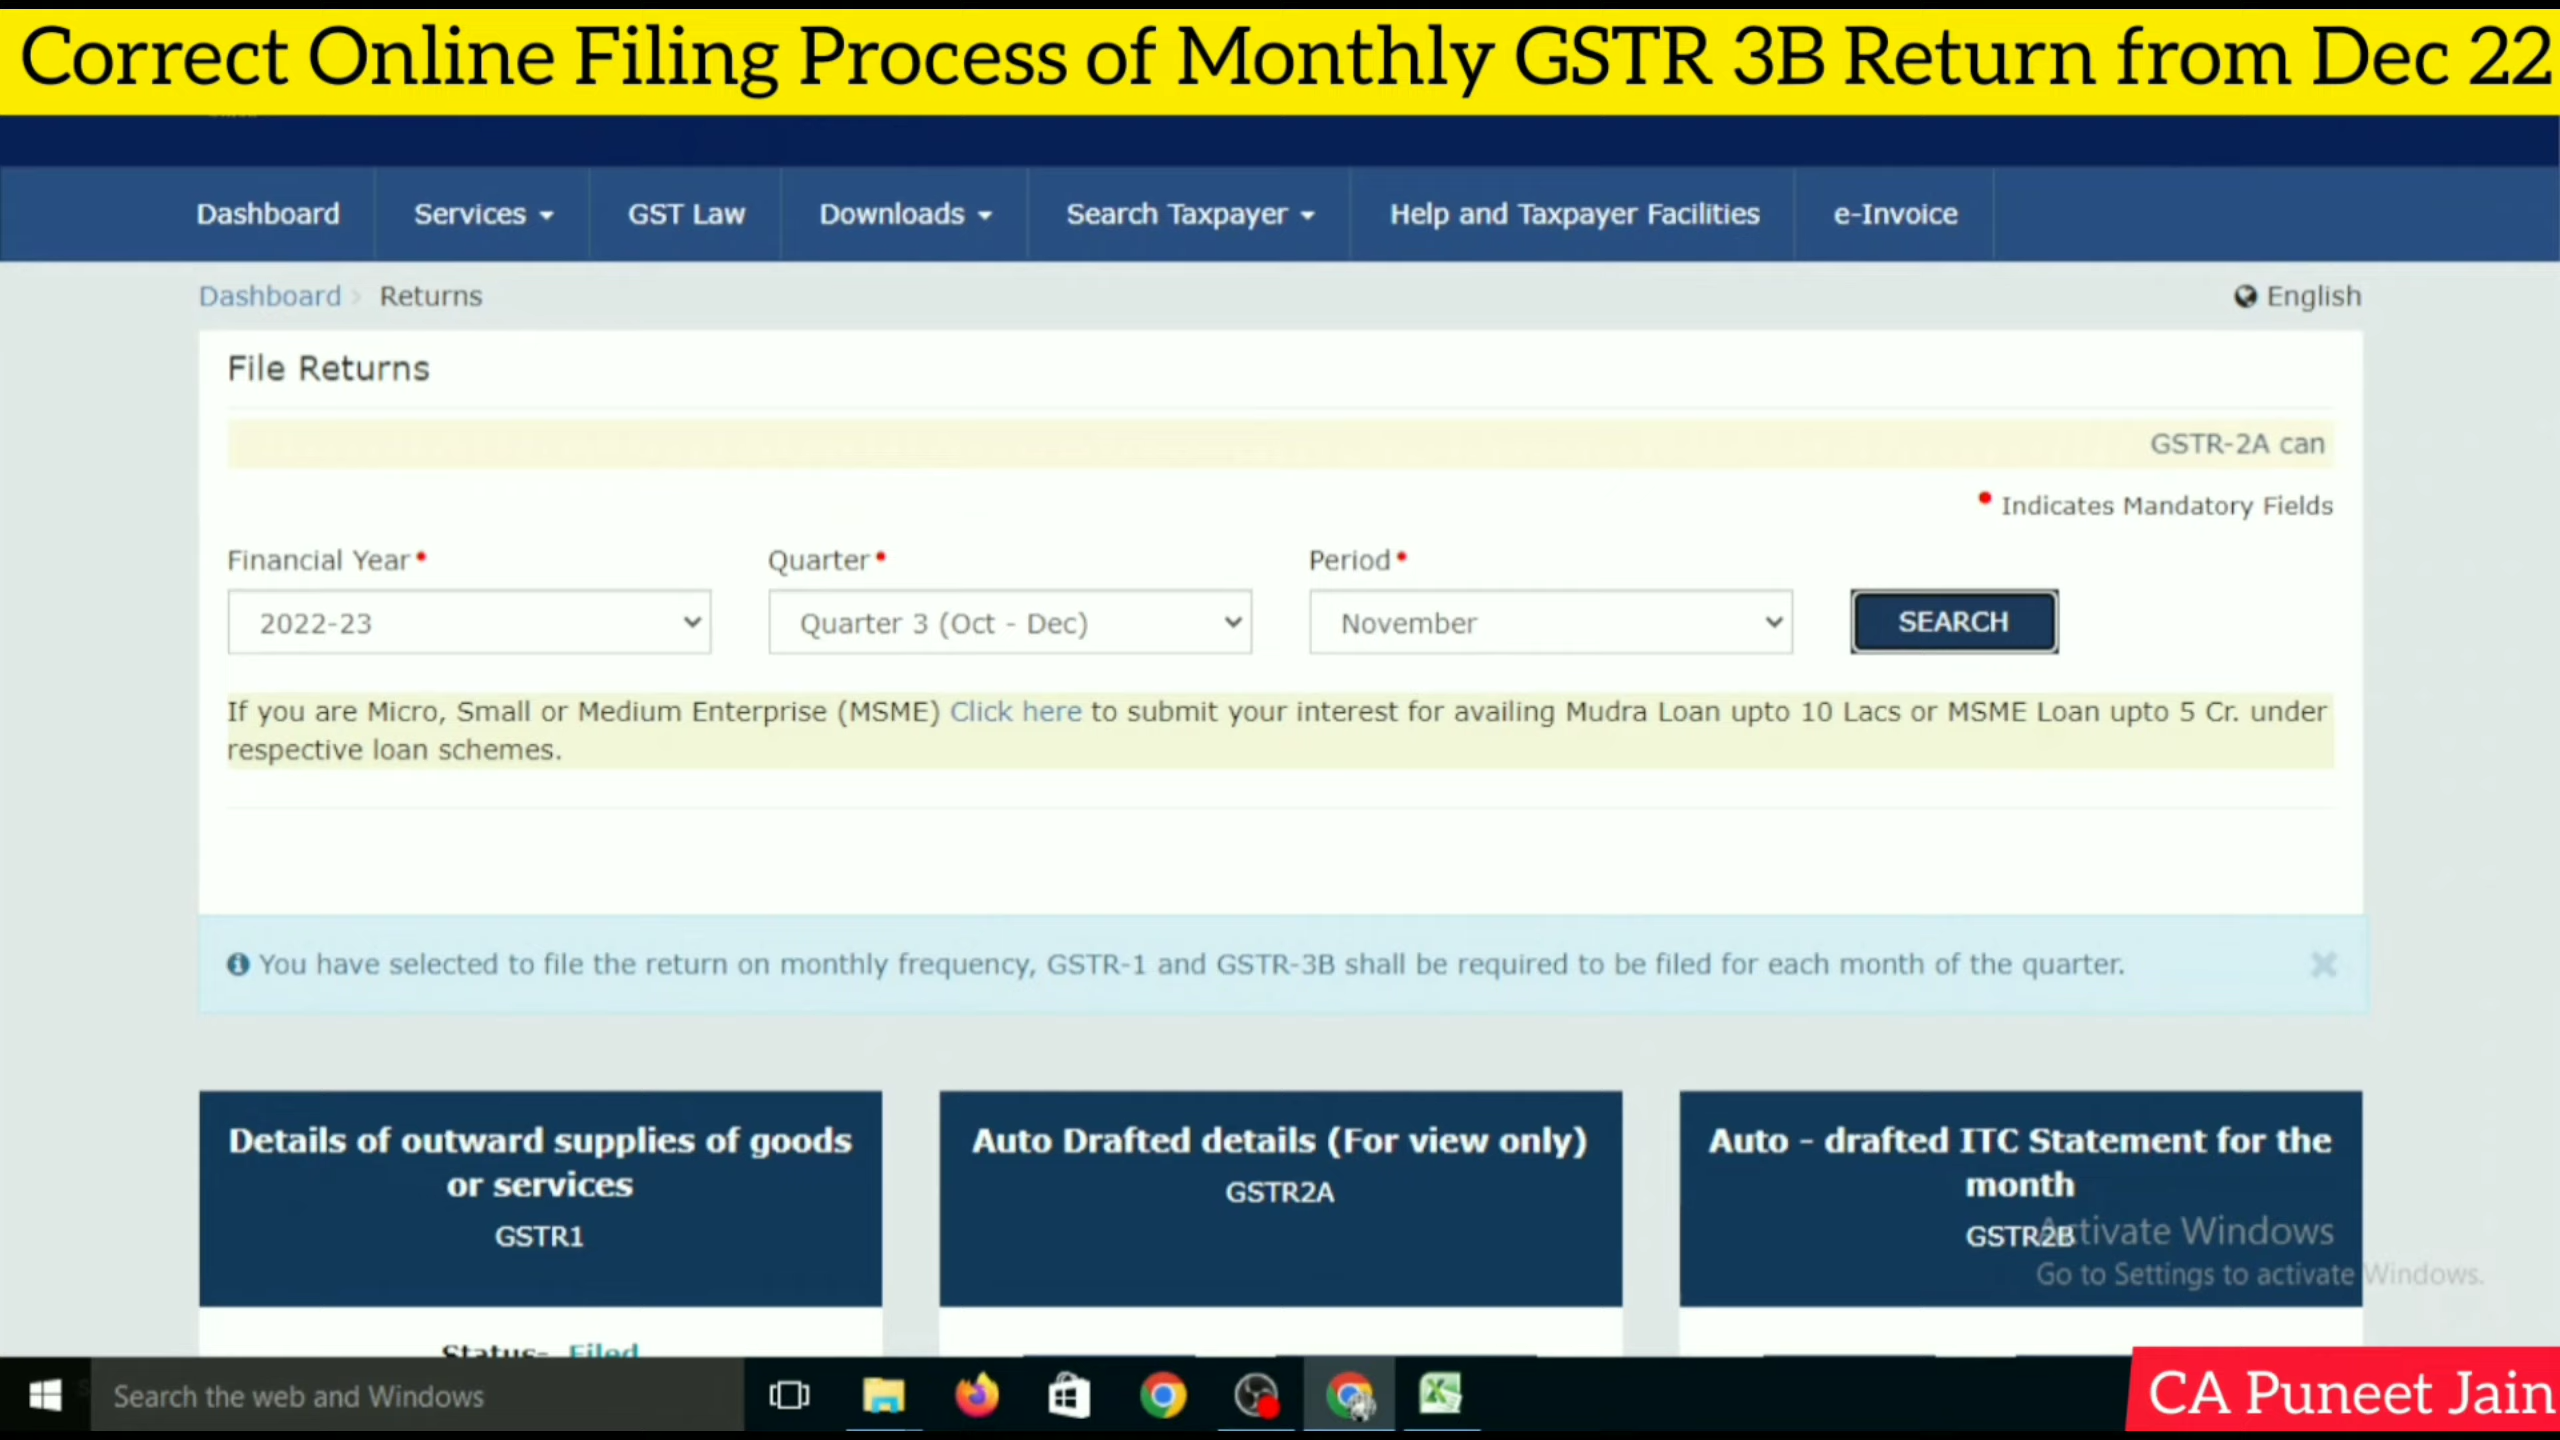 Correct Online Filing Process of Monthly GSTR 3B Return from Dec 22
Dashboard
Services
GST Law
Downloads
Search Taxpayer
Help and Taxpayer Facilities
e-Invoice
Dashboard > Returns
English
File Returns
GSTR-2A can
• Indicates Mandatory Fields
Financial Year•
Quarter•
Period•
2022-23
Quarter 3 (Oct - Dec)
November
SEARCH
If you are Micro, Small or Medium Enterprise (MSME) Click here to submit your interest for availing Mudra Loan upto 10 Lacs or MSME Loan upto 5 Cr. under
respective loan schemes.
You have selected to file the return on monthly frequency, GSTR-1 and GSTR-3B shall be required to be filed for each month of the quarter.
Details of outward supplies of goods
or services
GSTR1
Auto Drafted details (For view only)
GSTR2A
Auto - drafted ITC Statement for the
month
GSTR2B
Activate Windows
Go to Settings to activate Windows.
Status- Filed
Search the web and Windows
CA Puneet Jain